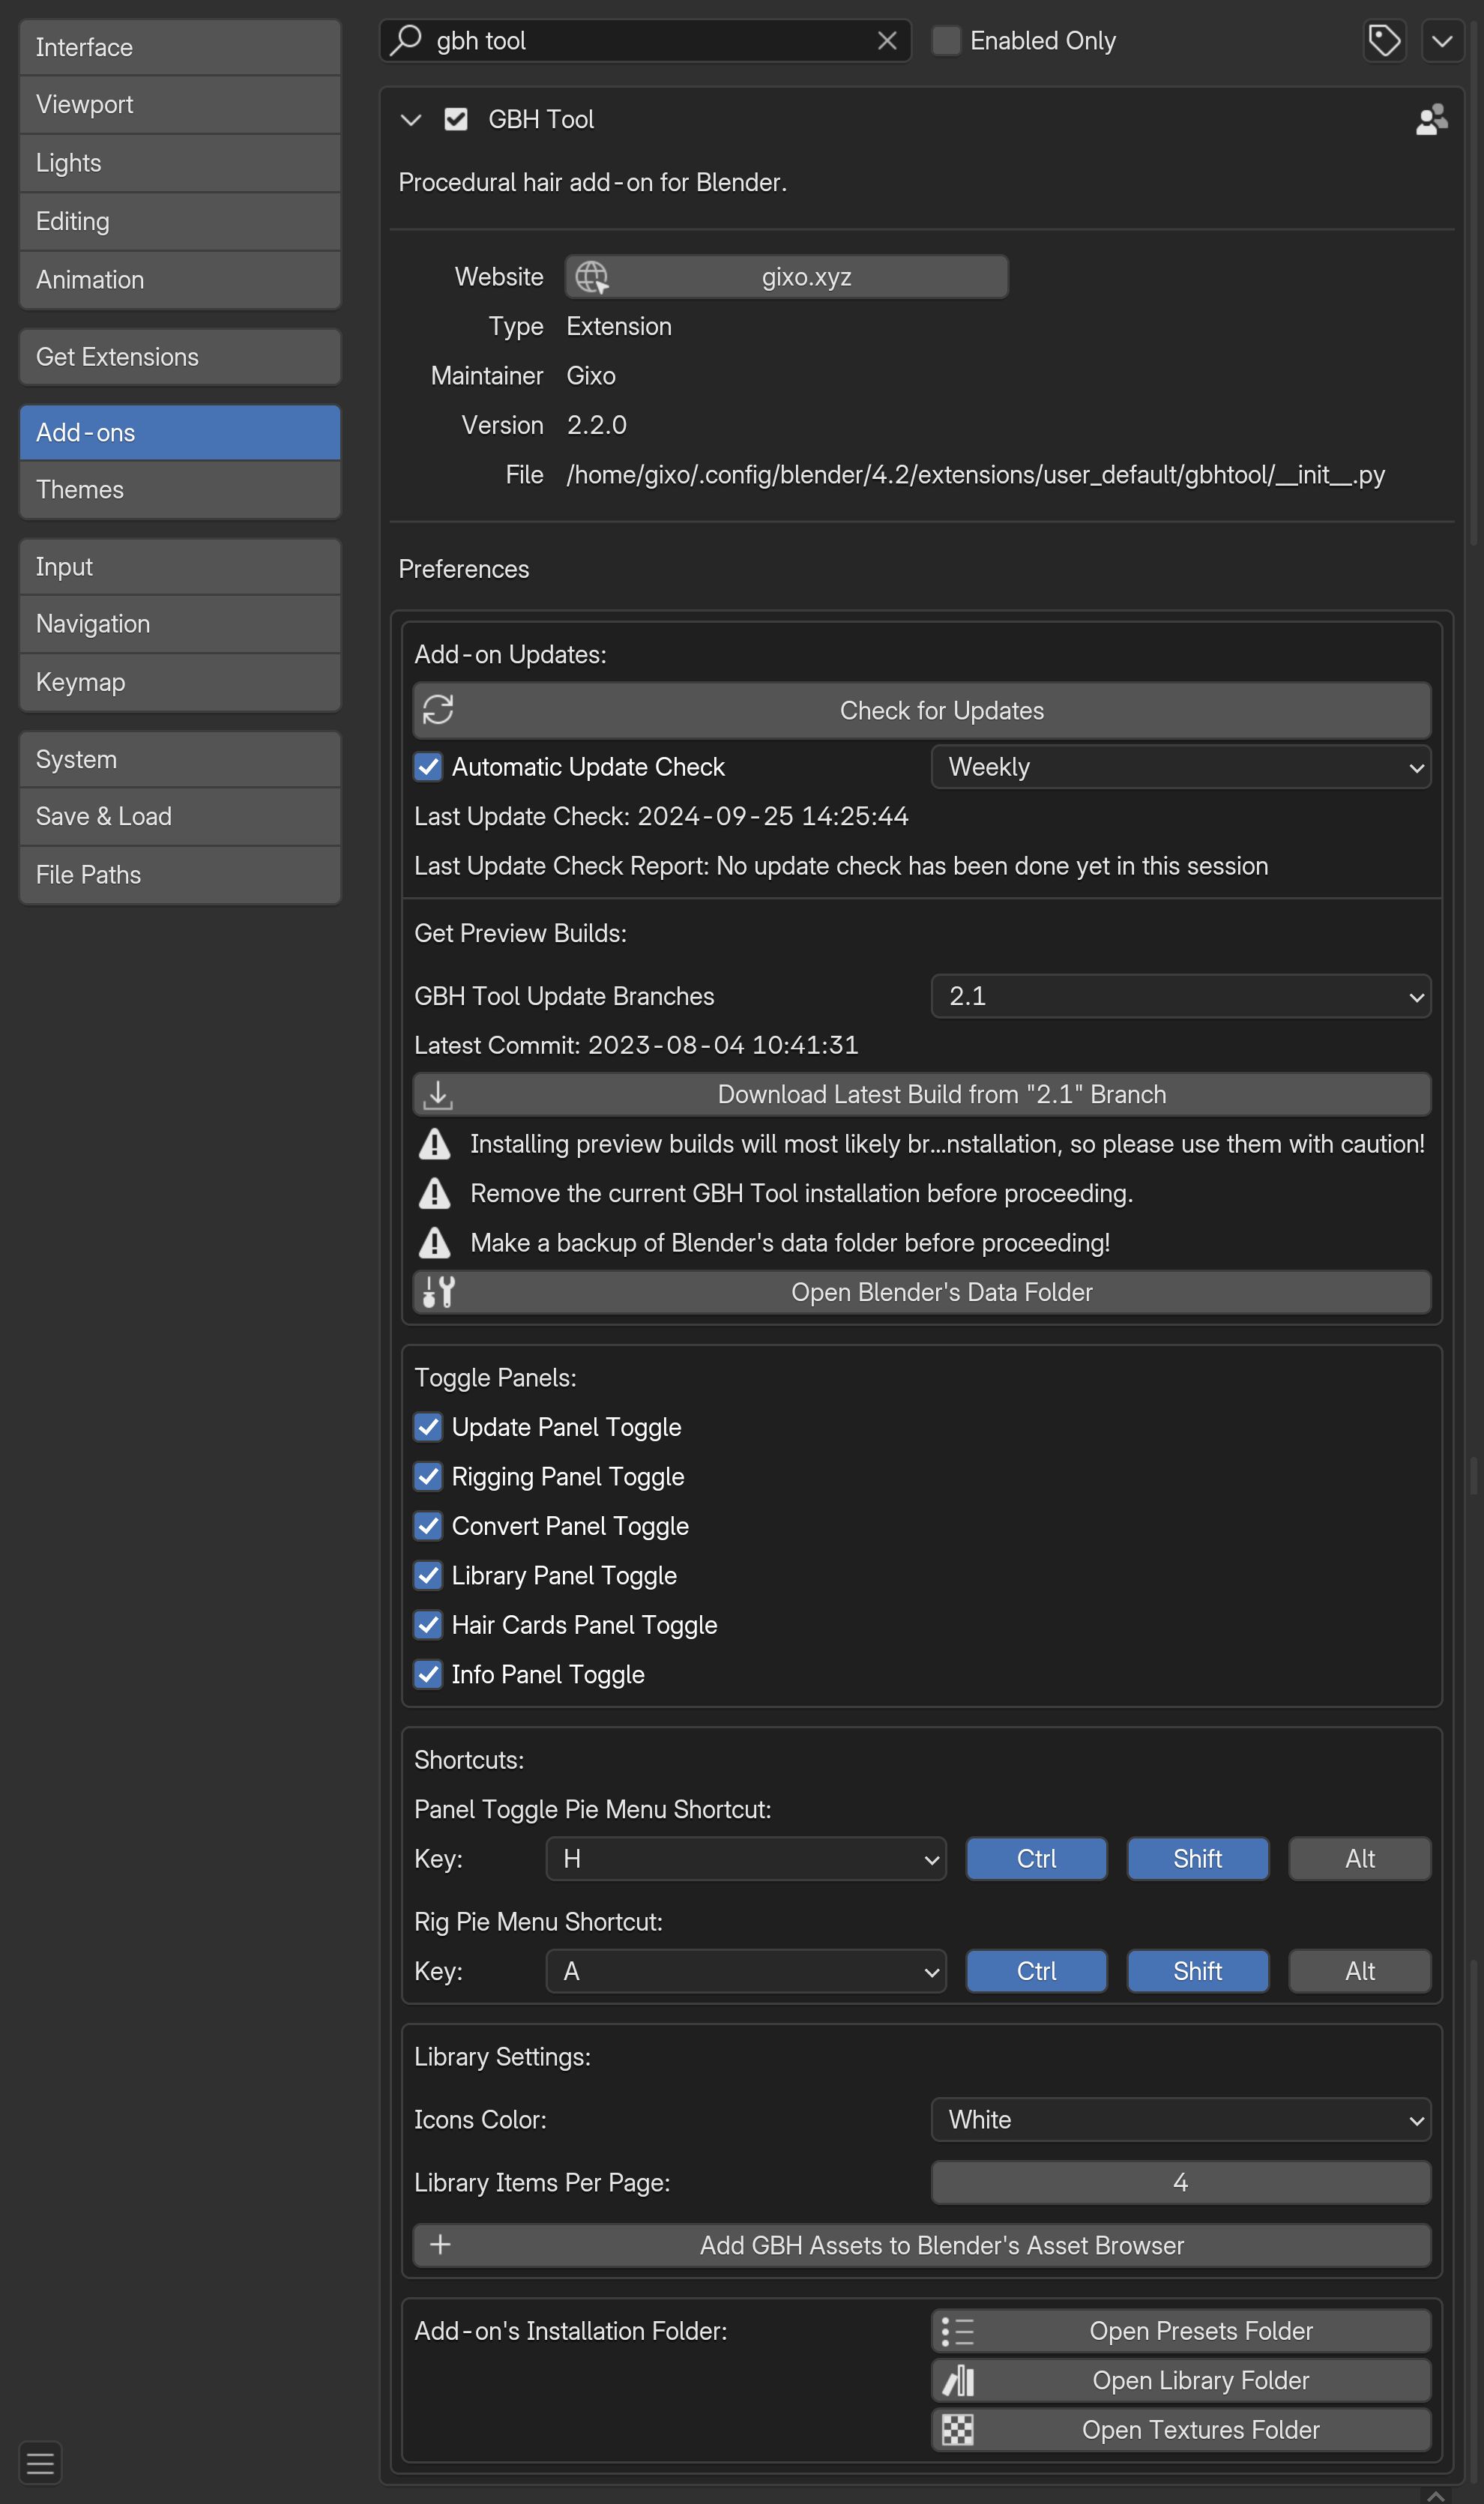 Interface
Viewport
Lights
Editing
Animation
Get Extensions
Add-ons
Themes
Input
Navigation
Keymap
System
Save & Load
File Paths
gbh tool
Enabled Only
GBH Tool
Procedural hair add-on for Blender.
Website gixo.xyz
Type Extension
Maintainer Gixo
Version 2.2.0
File /home/gixo/.config/blender/4.2/extensions/user_default/gbhtool/__init__.py
Preferences
Add-on Updates:
Check for Updates
Automatic Update Check Weekly
Last Update Check: 2024-09-25 14:25:44
Last Update Check Report: No update check has been done yet in this session
Get Preview Builds:
GBH Tool Update Branches 2.1
Latest Commit: 2023-08-04 10:41:31
Download Latest Build from "2.1" Branch
Installing preview builds will most likely br...nstallation, so please use them with caution!
Remove the current GBH Tool installation before proceeding.
Make a backup of Blender's data folder before proceeding!
Open Blender's Data Folder
Toggle Panels:
Update Panel Toggle
Rigging Panel Toggle
Convert Panel Toggle
Library Panel Toggle
Hair Cards Panel Toggle
Info Panel Toggle
Shortcuts:
Panel Toggle Pie Menu Shortcut:
Key: H Ctrl Shift Alt
Rig Pie Menu Shortcut:
Key: A Ctrl Shift Alt
Library Settings:
Icons Color: White
Library Items Per Page: 4
Add GBH Assets to Blender's Asset Browser
Add-on's Installation Folder: Open Presets Folder
Open Library Folder
Open Textures Folder